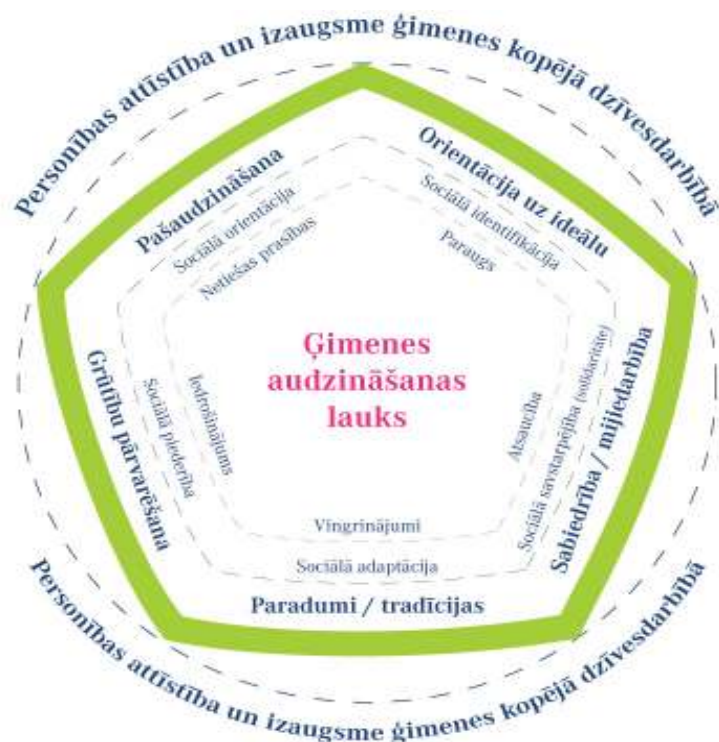 Personības attīstība un izaugsme ģimenes kopējā dzīvesdarbībā
Pašaudzināšana
Sociālā orientācija
Netiešas prasības
Orientācija uz ideālu
Sociālā identifikācija
Paraugs
Ģimenes
audzināšanas
lauks
Grūtību pārvarēšana
Sociālā piederība
Iedrošinājums
Atsaucība
Sociālā savstarpējība (solidaritāte)
Sabiedrība / mijiedarbība
Vingrinājumi
Sociālā adaptācija
Paradumi / tradīcijas
Personības attīstība un izaugsme ģimenes kopējā dzīvesdarbībā